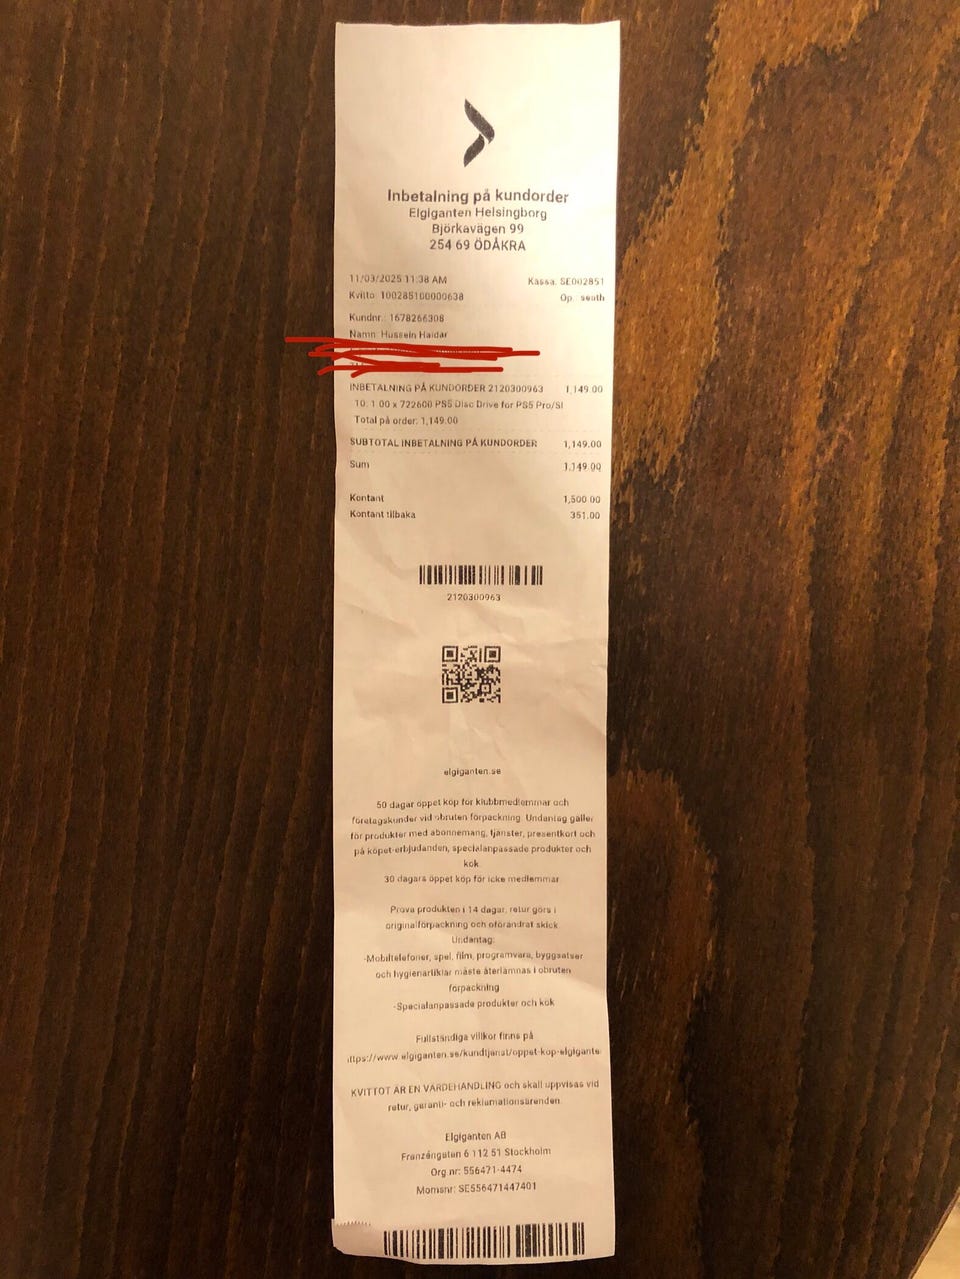 Inbetalning på kundorder
Elgiganten Helsingborg
Björkavägen 99
254 69 ÖDÅKRA
11/03/2025 11:38 AM Kassa: SE002851
Kvitto: 100285100000638 Op.: seath
Kundnr.: 1678266308
Namn: Hussein Haidar
INBETALNING PÅ KUNDORDER 2120300963 1,149.00
10: 1.00 x 722600 PS5 Disc Drive för PS5 Pro/Sl
Total på order: 1,149.00
SUBTOTAL INBETALNING PÅ KUNDORDER 1,149.00
Sum 1,149.00
Kontant 1,500.00
Kontant tilbaka 351.00
2120300963
elgiganten.se
50 dagar öppet köp för klubbmedlemmar och
företagskunder vid obruten förpackning. Undantag gäller
för produkter med abonnemang, tjänster, presentkort och
på köpet-erbjudanden, specialanpassade produkter och
kök.
30 dagars öppet köp för icke medlemmar
Prova produkten i 14 dagar, retur görs i
originalförpackning och oförändrat skick.
Undantag:
-Mobiltelefoner, spel, film, programvara, byggsatser
och hygienartiklar måste återlämnas i obruten
förpackning
-Specialanpassade produkter och kök
Fullständiga villkor finns på
ttps://www.elgiganten.se/kundtjanst/oppet-kop-elgigante
KVITTOT ÄR EN VÄRDEHANDLING och skall uppvisas vid
retur, garanti- och reklamationsärenden.
Elgiganten AB
Franzéngatan 6 112 51 Stockholm
Org nr: 556471-4474
Momsnr: SE556471447401